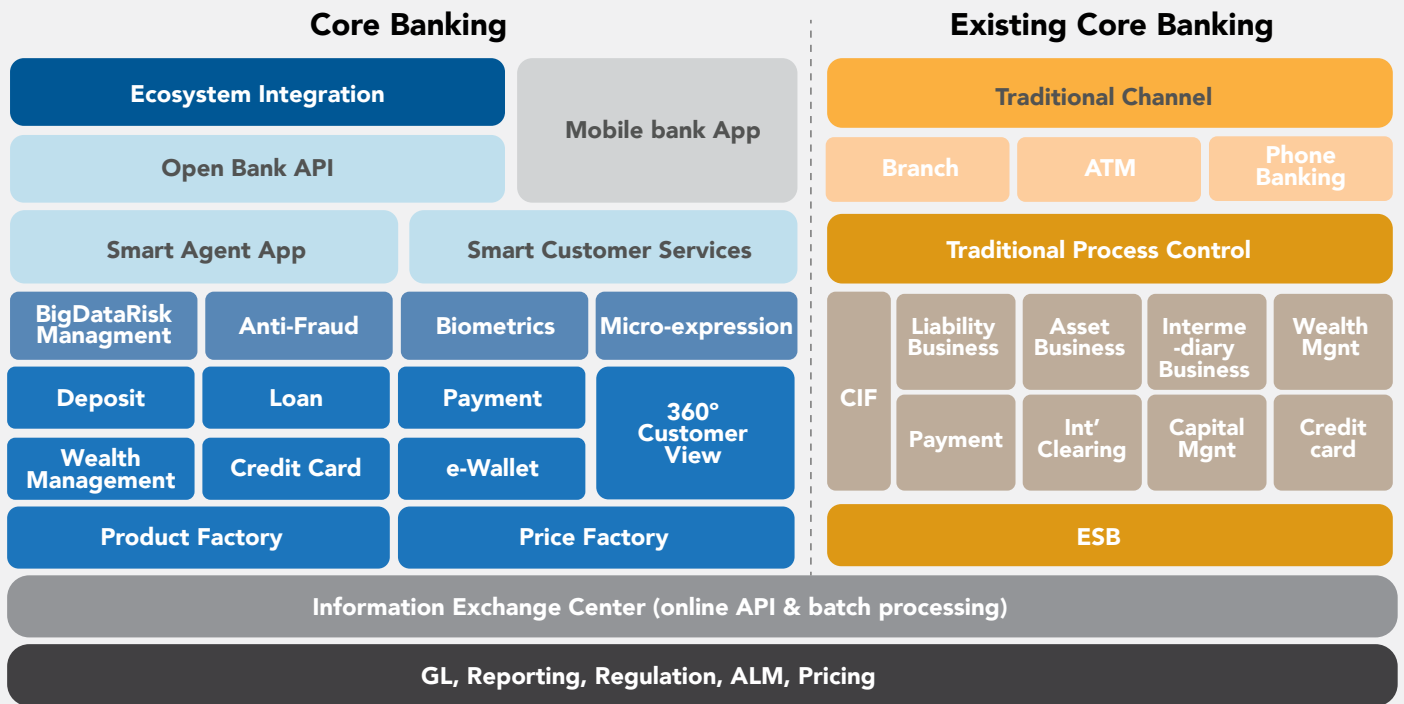 Core Banking
Existing Core Banking
Ecosystem Integration
Mobile bank App
Open Bank API
Smart Agent App
Smart Customer Services
BigDataRisk
Managment
Anti-Fraud
Biometrics
Micro-expression
Deposit
Loan
Payment
360º
Customer
View
Wealth
Management
Credit Card
e-Wallet
Product Factory
Price Factory
Traditional Channel
Branch
ATM
Phone
Banking
Traditional Process Control
CIF
Liability
Business
Asset
Business
Interme
-diary
Business
Wealth
Mgnt
Payment
Int’
Clearing
Capital
Mgnt
Credit
card
ESB
Information Exchange Center (online API & batch processing)
GL, Reporting, Regulation, ALM, Pricing